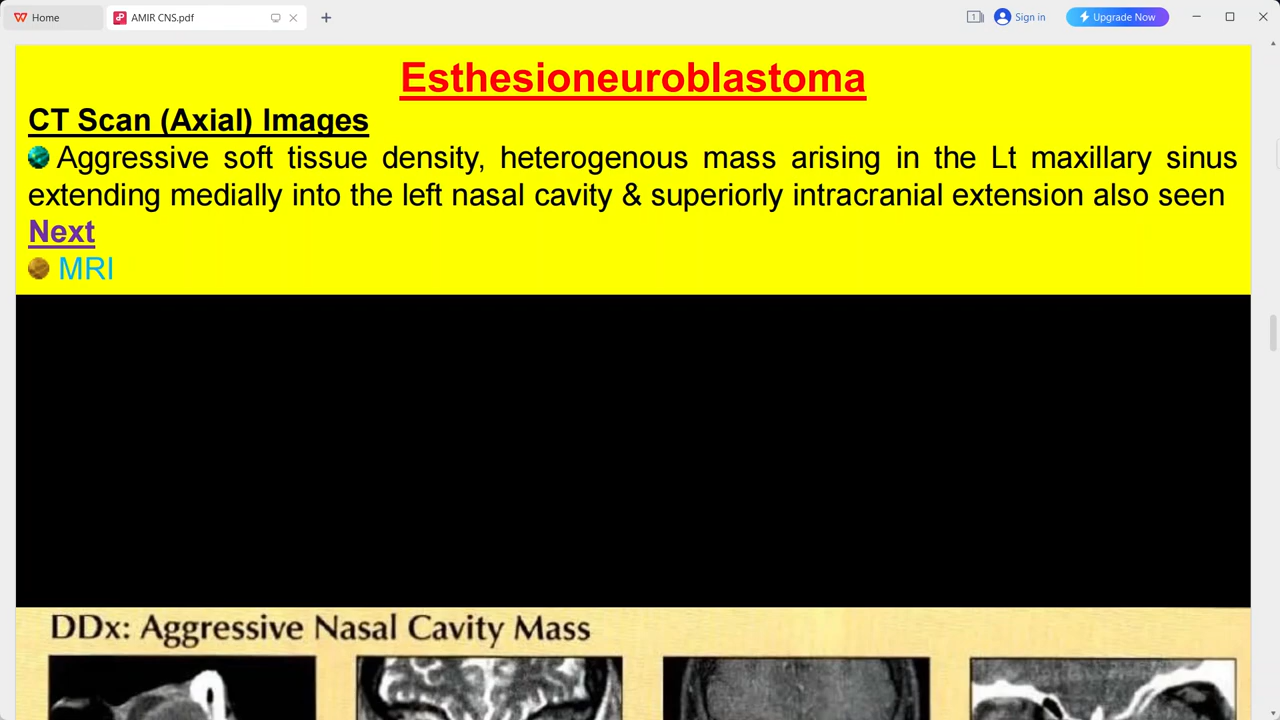 Home
AMIR CNS.pdf
1
Sign in
Upgrade Now
Esthesioneuroblastoma
CT Scan (Axial) Images
Aggressive soft tissue density, heterogenous mass arising in the Lt maxillary sinus
extending medially into the left nasal cavity & superiorly intracranial extension also seen
Next
MRI
DDx: Aggressive Nasal Cavity Mass